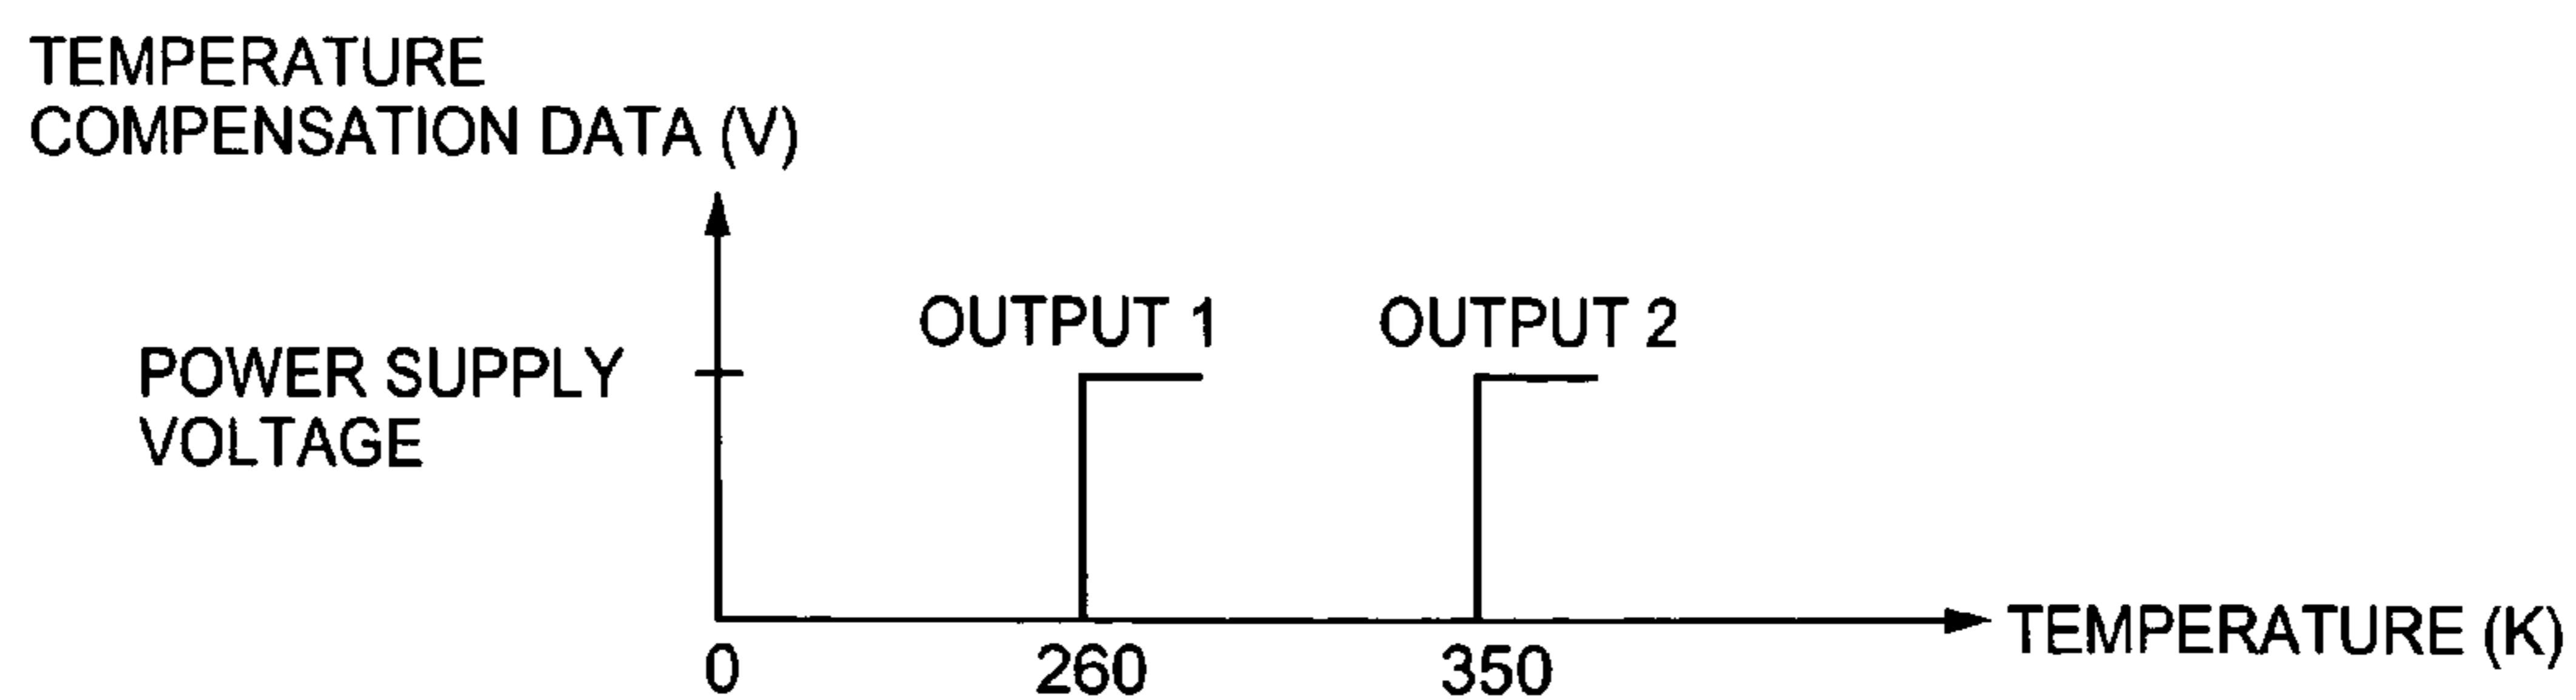 TEMPERATURE
COMPENSATION DATA (V)
OUTPUT 1
OUTPUT 2
POWER SUPPLY
VOLTAGE
TEMPERATURE (K)
0
260
350